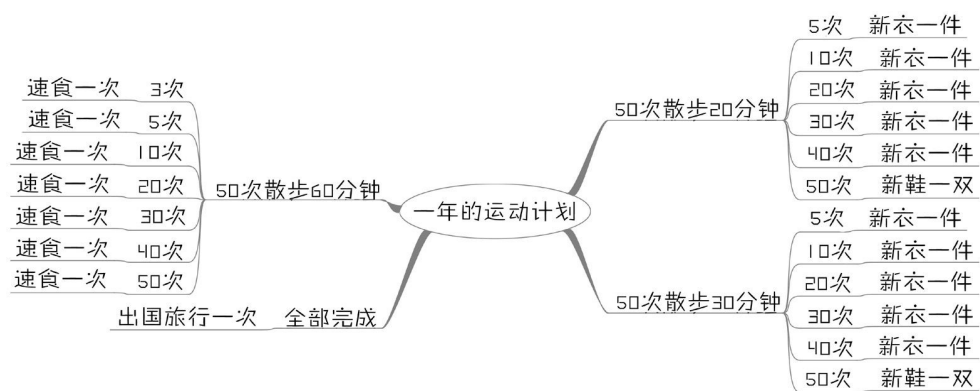 一年的运动计划
50次散步20分钟
5次 新衣一件
10次 新衣一件
20次 新衣一件
30次 新衣一件
40次 新衣一件
50次 新鞋一双
50次散步30分钟
5次 新衣一件
10次 新衣一件
20次 新衣一件
30次 新衣一件
40次 新衣一件
50次 新鞋一双
50次散步60分钟
速食一次 3次
速食一次 5次
速食一次 10次
速食一次 20次
速食一次 30次
速食一次 40次
速食一次 50次
出国旅行一次 全部完成